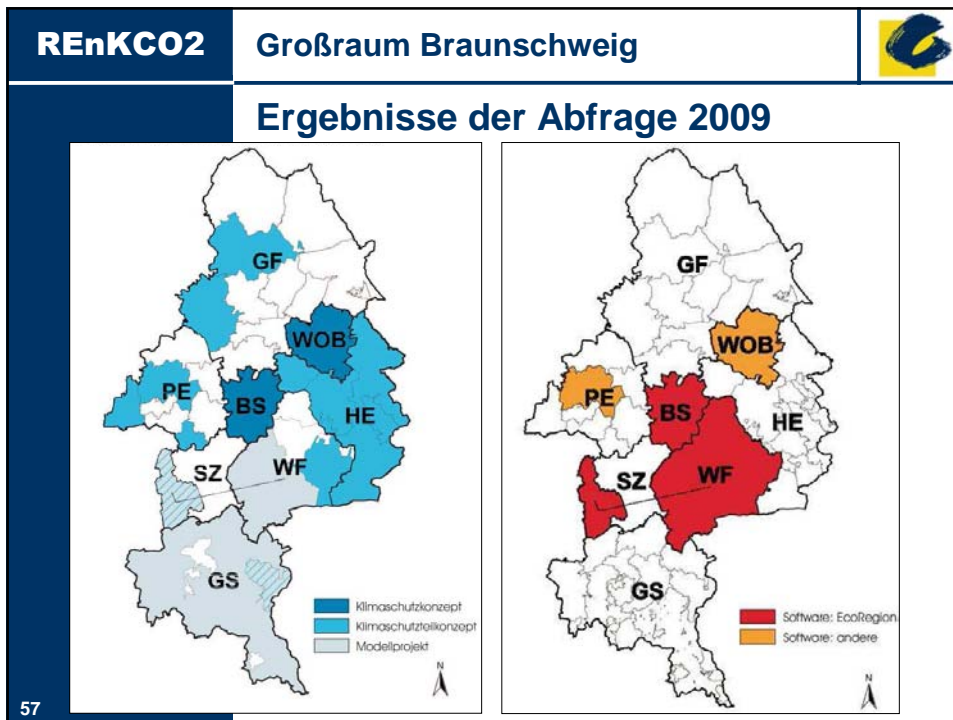 REnKCO2
Großraum Braunschweig
Ergebnisse der Abfrage 2009
GF
WOB
PE
BS
HE
SZ
WF
GS
Klimaschutzkonzept
Klimaschutzteilkonzept
Modellprojekt
N
GF
WOB
PE
BS
HE
SZ
WF
GS
Software: EcoRegion
Software: andere
N
57